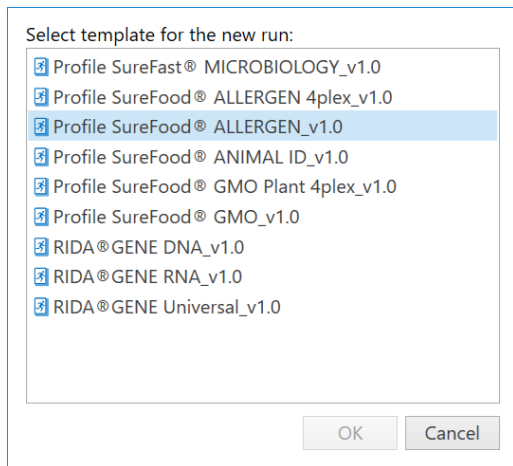 Select template for the new run:
Profile SureFast® MICROBIOLOGY_v1.0
Profile SureFood® ALLERGEN 4plex_v1.0
Profile SureFood® ALLERGEN_v1.0
Profile SureFood® ANIMAL ID_v1.0
Profile SureFood® GMO Plant 4plex_v1.0
Profile SureFood® GMO_v1.0
RIDA®GENE DNA_v1.0
RIDA®GENE RNA_v1.0
RIDA®GENE Universal_v1.0
OK Cancel